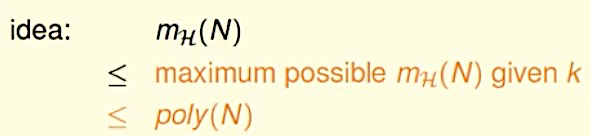 idea: m_ℋ(N)
≤ maximum possible m_ℋ(N) given k
≤ poly(N)